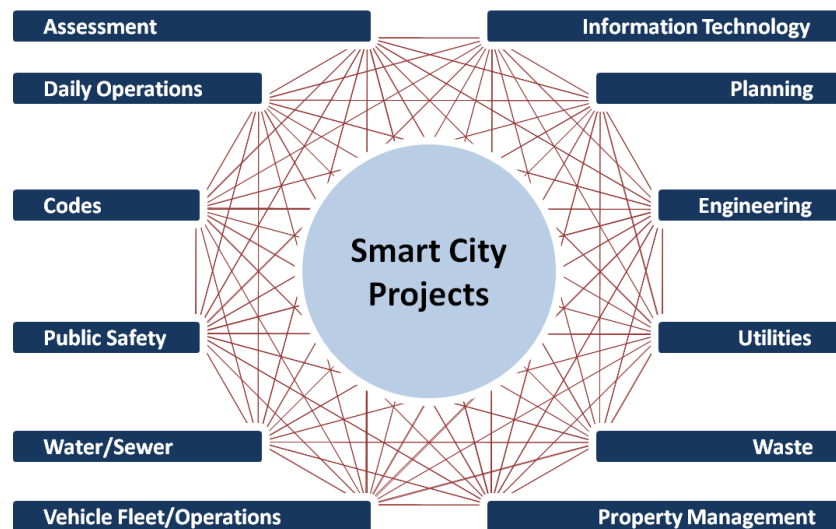 Assessment
Information Technology
Daily Operations
Planning
Codes
Engineering
Smart City
Projects
Public Safety
Utilities
Water/Sewer
Waste
Vehicle Fleet/Operations
Property Management